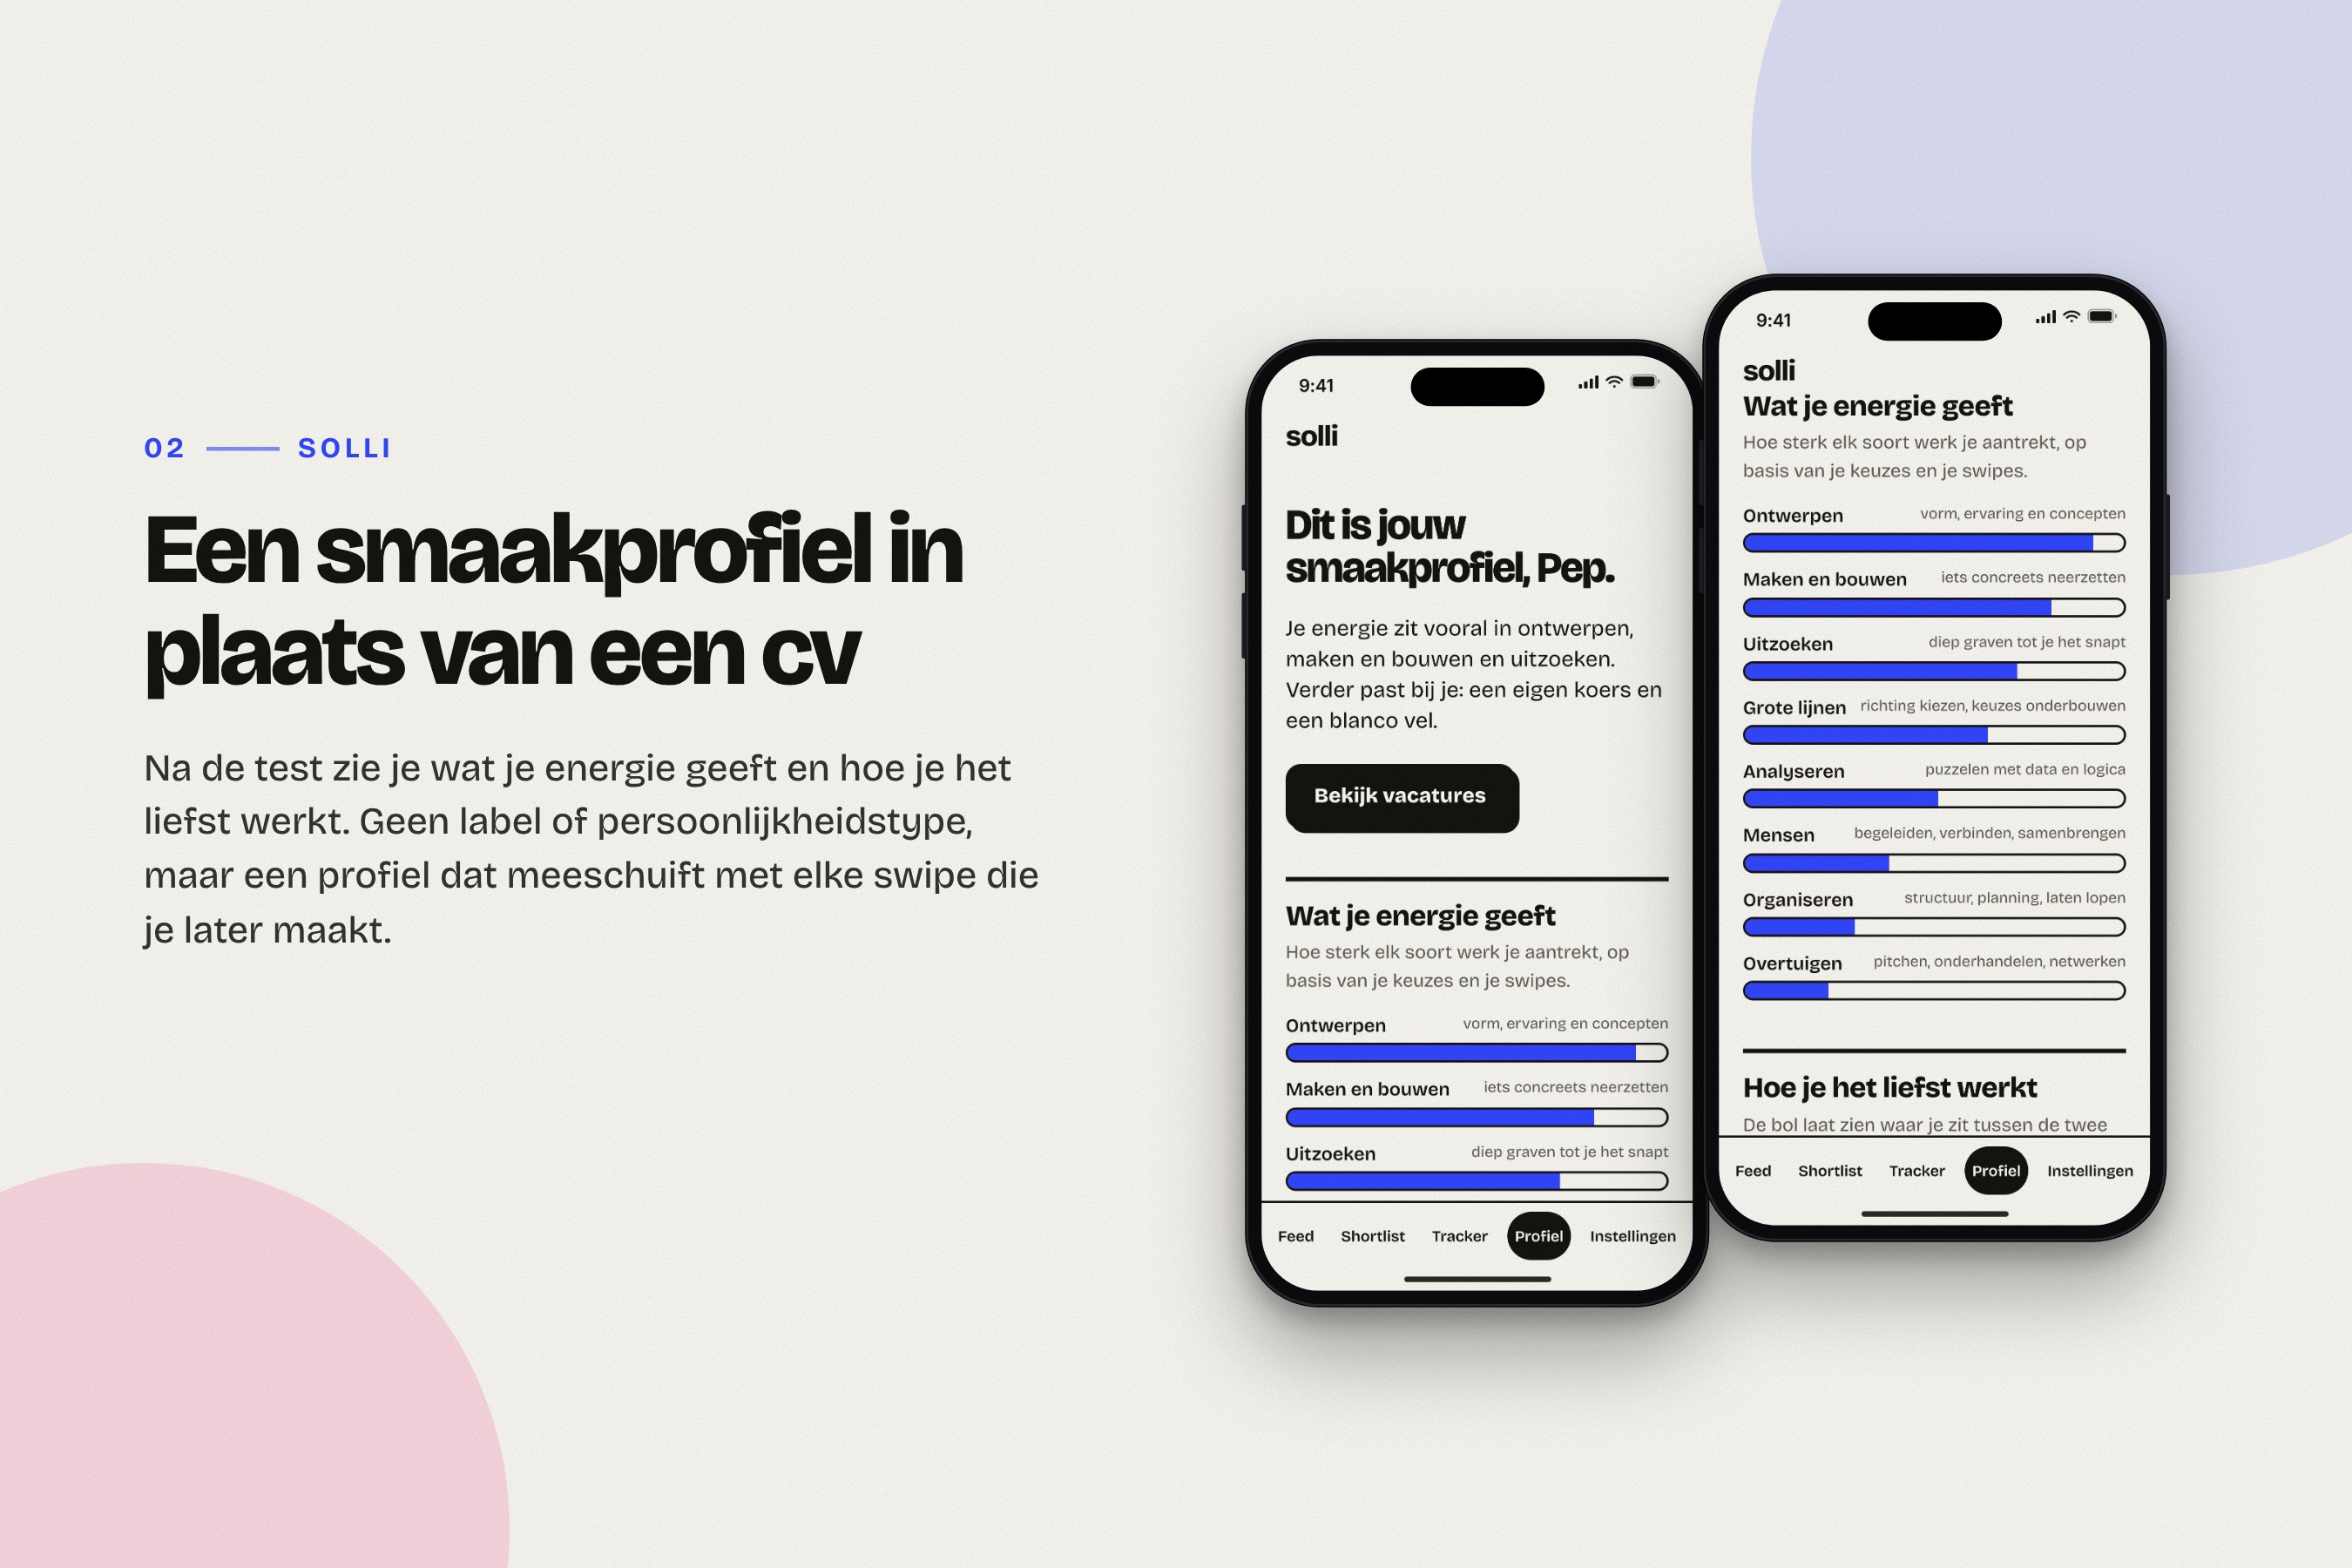 02 SOLLI
Een smaakprofiel in
plaats van een cv
Na de test zie je wat je energie geeft en hoe je het
liefst werkt. Geen label of persoonlijkheidstype,
maar een profiel dat meeschuift met elke swipe die
je later maakt.
9:41
solli
Dit is jouw
smaakprofiel, Pep.
Je energie zit vooral in ontwerpen,
maken en bouwen en uitzoeken.
Verder past bij je: een eigen koers en
een blanco vel.
Bekijk vacatures
Wat je energie geeft
Hoe sterk elk soort werk je aantrekt, op
basis van je keuzes en je swipes.
Ontwerpen vorm, ervaring en concepten
Maken en bouwen iets concreets neerzetten
Uitzoeken diep graven tot je het snapt
Feed Shortlist Tracker Profiel Instellingen
9:41
solli
Wat je energie geeft
Hoe sterk elk soort werk je aantrekt, op
basis van je keuzes en je swipes.
Ontwerpen vorm, ervaring en concepten
Maken en bouwen iets concreets neerzetten
Uitzoeken diep graven tot je het snapt
Grote lijnen richting kiezen, keuzes onderbouwen
Analyseren puzzelen met data en logica
Mensen begeleiden, verbinden, samenbrengen
Organiseren structuur, planning, laten lopen
Overtuigen pitchen, onderhandelen, netwerken
Hoe je het liefst werkt
De bol laat zien waar je zit tussen de twee
Feed Shortlist Tracker Profiel Instellingen